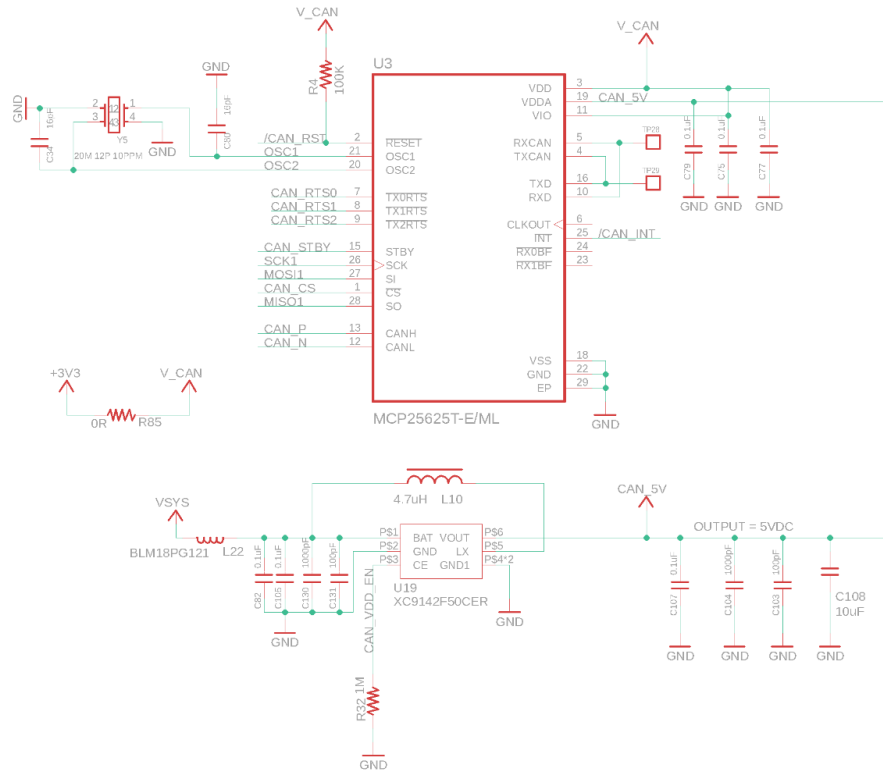 V_CAN
U3
V_CAN
GND
R4
100K
GND
16pF
C34
2
1
3
4
Y5
20M 12P 10PPM
GND
16pF
C80
/CAN_RST
2
RESET
OSC1
21
OSC1
OSC2
20
OSC2
CAN_RTS0
7
TX0RTS
CAN_RTS1
8
TX1RTS
CAN_RTS2
9
TX2RTS
CAN_STBY
15
STBY
SCK1
26
SCK
MOSI1
27
SI
CAN_CS
1
CS
MISO1
28
SO
CAN_P
13
CANH
CAN_N
12
CANL
VDD
3
VDDA
19
CAN_5V
VIO
11
RXCAN
5
TP28
TXCAN
4
TXD
16
TP29
RXD
10
CLKOUT
6
INT
25
/CAN_INT
RX0BF
24
RX1BF
23
VSS
18
GND
22
EP
29
GND
0.1uF
C79
GND
0.1uF
C75
GND
0.1uF
C77
GND
MCP25625T-E/ML
+3V3
V_CAN
0R
R85
VSYS
BLM18PG121
L22
4.7uH
L10
0.1uF
C82
0.1uF
C105
1000pF
C130
100pF
C131
GND
P$1
BAT
VOUT
P$6
P$2
GND
LX
P$5
P$3
CE
GND1
P$4*2
U19
XC9142F50CER
CAN_VDD_EN
R32
1M
GND
GND
CAN_5V
OUTPUT = 5VDC
0.1uF
C107
GND
1000pF
C104
GND
100pF
C103
GND
C108
10uF
GND